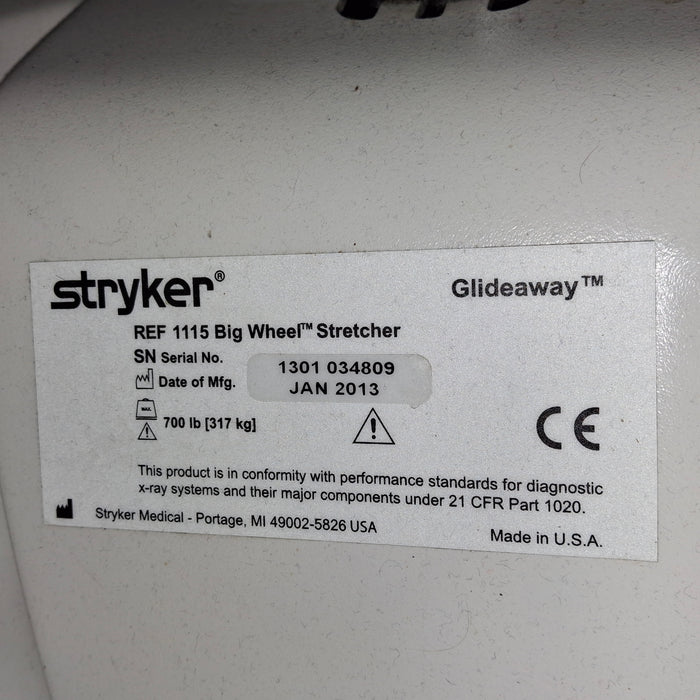 stryker®
Glideaway™
REF 1115 Big Wheel™ Stretcher
SN Serial No.
1301 034809
Date of Mfg.
JAN 2013
MAX.
700 lb [317 kg]
CE
This product is in conformity with performance standards for diagnostic
x-ray systems and their major components under 21 CFR Part 1020.
Stryker Medical - Portage, MI 49002-5826 USA
Made in U.S.A.